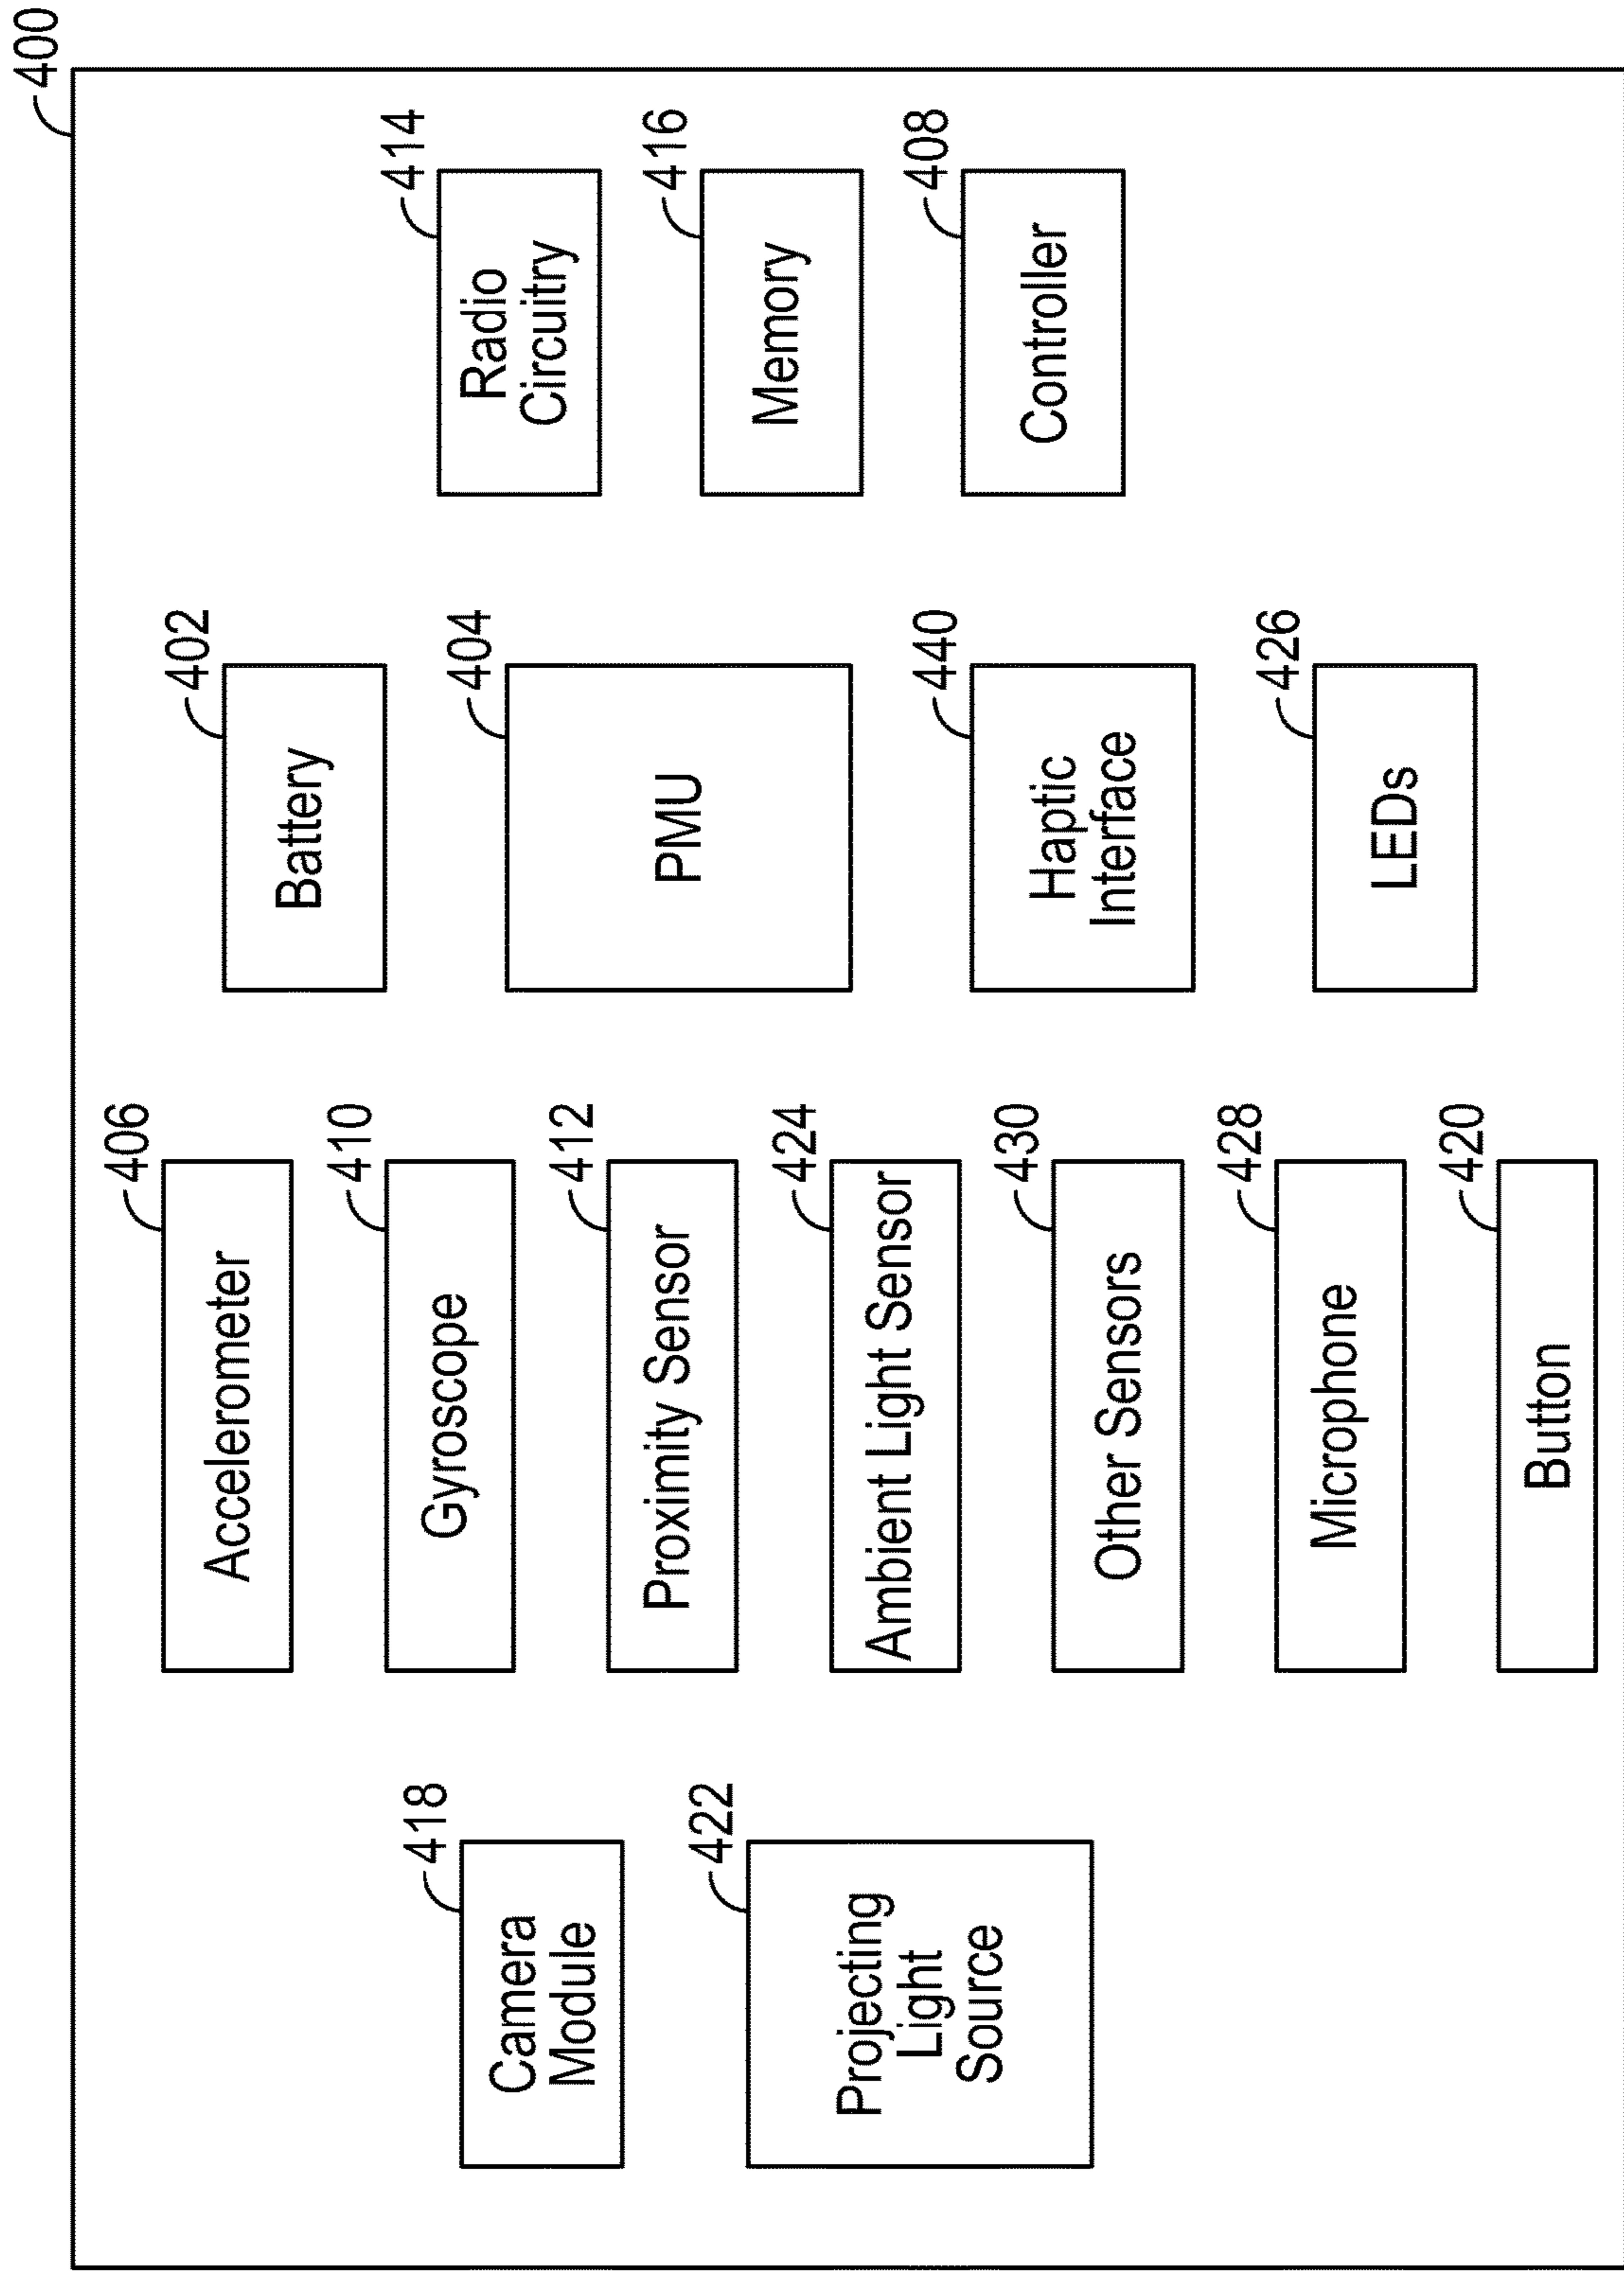 400
418
Camera
Module
422
Projecting
Light
Source
406
Accelerometer
410
Gyroscope
412
Proximity Sensor
424
Ambient Light Sensor
430
Other Sensors
428
Microphone
420
Button
402
Battery
404
PMU
440
Haptic
Interface
426
LEDs
414
Radio
Circuitry
416
Memory
408
Controller